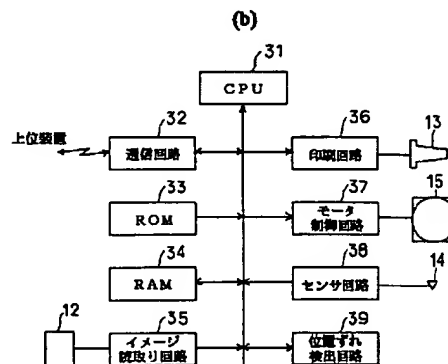 (b)
31
CPU
上位装置
32
通信回路
36
印刷回路
13
33
ROM
37
モータ
制御回路
15
34
RAM
38
センサ回路
14
12
35
イメージ
読取り回路
39
位置ずれ
検出回路